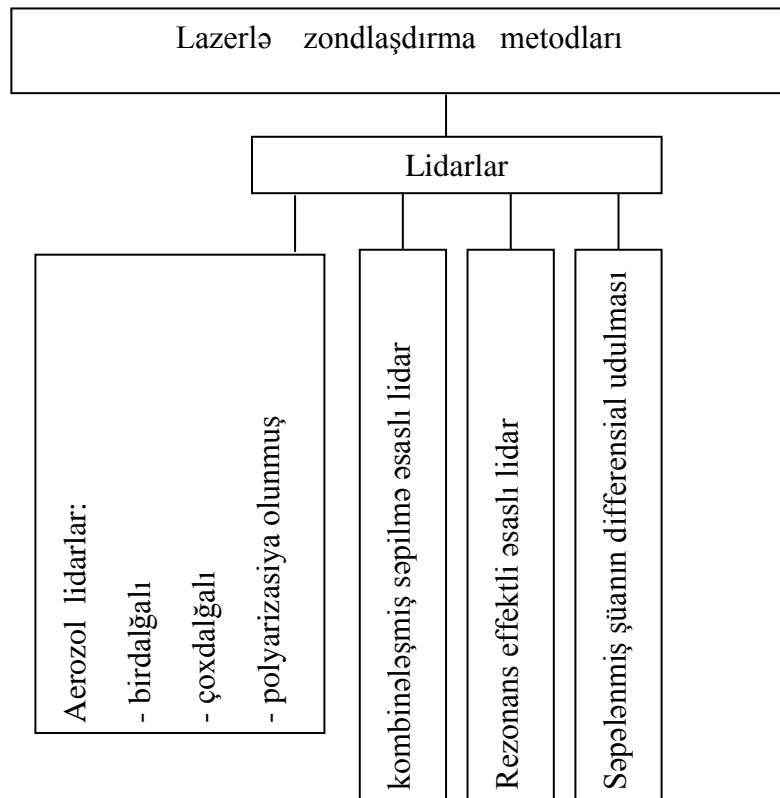 Lazerlə zondlaşdırma metodları
Lidarlar
Aerozol lidarlar:
- birdalğalı
- çoxdalğalı
- polyarizasiya olunmuş
kombinələşmiş səpilmə əsaslı lidar
Rezonans effektli əsaslı lidar
Səpələnmiş şüanın differensial udulması